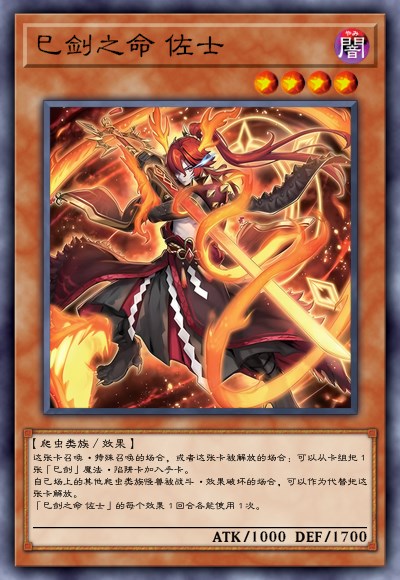 巳剑之命 佐士
やみ
闇
【爬虫类族/效果】
这张卡召唤·特殊召唤的场合,或者这张卡被解放的场合:可以从卡组把1
张「巳剑」魔法·陷阱卡加入手卡。
自己场上的其他爬虫类族怪兽被战斗·效果破坏的场合,可以作为代替把这
张卡解放。
「巳剑之命 佐士」的每个效果1回合各能使用1次。
ATK/1000 DEF/1700